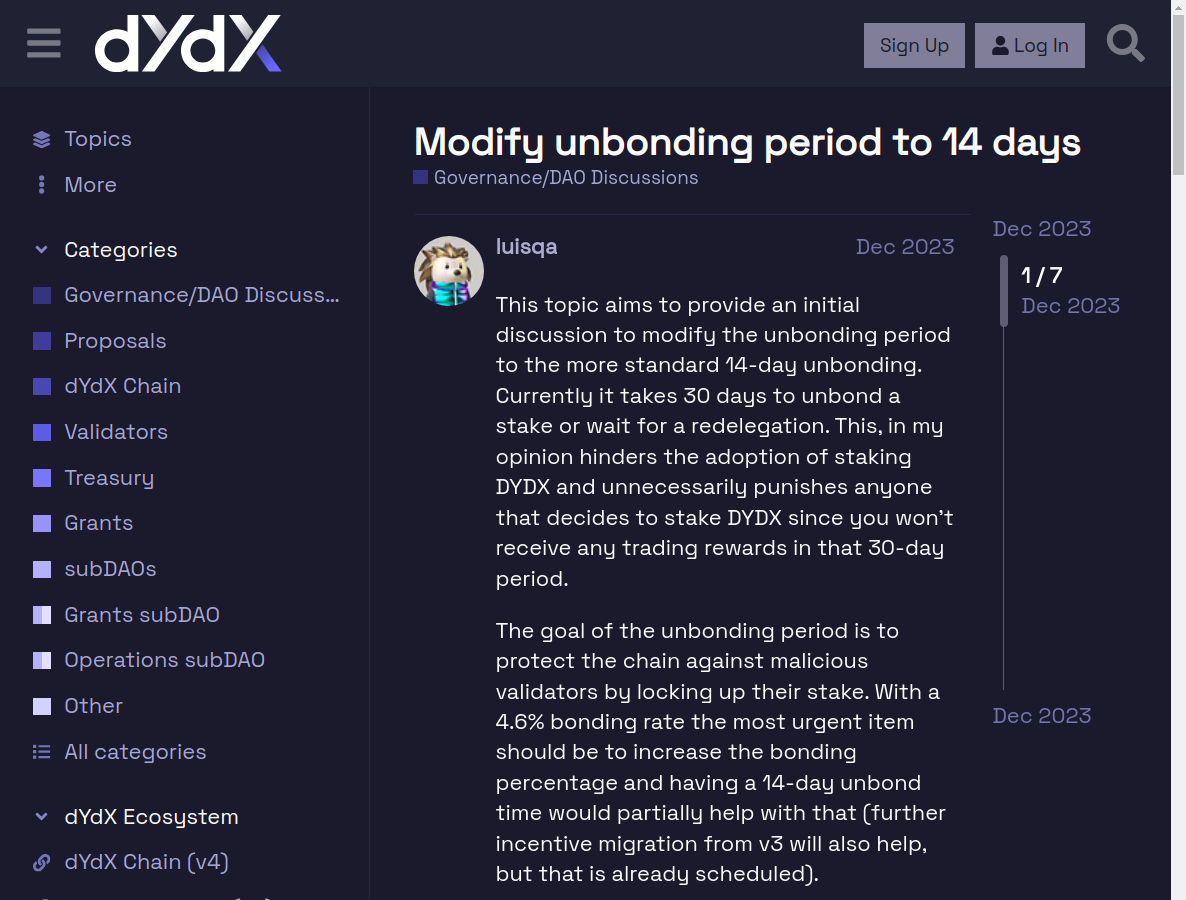 dYdX
Sign Up
Log In
Topics
More
Categories
Governance/DAO Discuss...
Proposals
dYdX Chain
Validators
Treasury
Grants
subDAOs
Grants subDAO
Operations subDAO
Other
All categories
dYdX Ecosystem
dYdX Chain (v4)
Modify unbonding period to 14 days
Governance/DAO Discussions
luisqa
Dec 2023
This topic aims to provide an initial
discussion to modify the unbonding period
to the more standard 14-day unbonding.
Currently it takes 30 days to unbond a
stake or wait for a redelegation. This, in my
opinion hinders the adoption of staking
DYDX and unnecessarily punishes anyone
that decides to stake DYDX since you won’t
receive any trading rewards in that 30-day
period.
The goal of the unbonding period is to
protect the chain against malicious
validators by locking up their stake. With a
4.6% bonding rate the most urgent item
should be to increase the bonding
percentage and having a 14-day unbond
time would partially help with that (further
incentive migration from v3 will also help,
but that is already scheduled).
Dec 2023
1 / 7
Dec 2023
Dec 2023